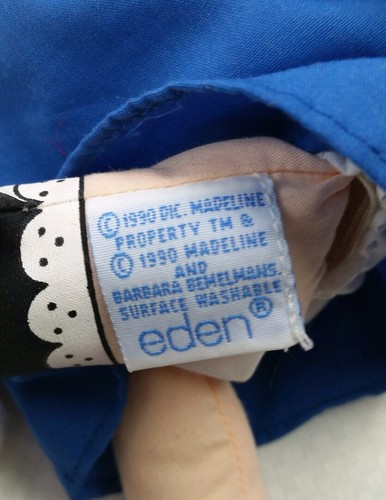 © 1990 DIC. MADELINE
PROPERTY TM &
© 1990 MADELINE
AND
BARBARA BEMELMANS.
SURFACE WASHABLE
eden®